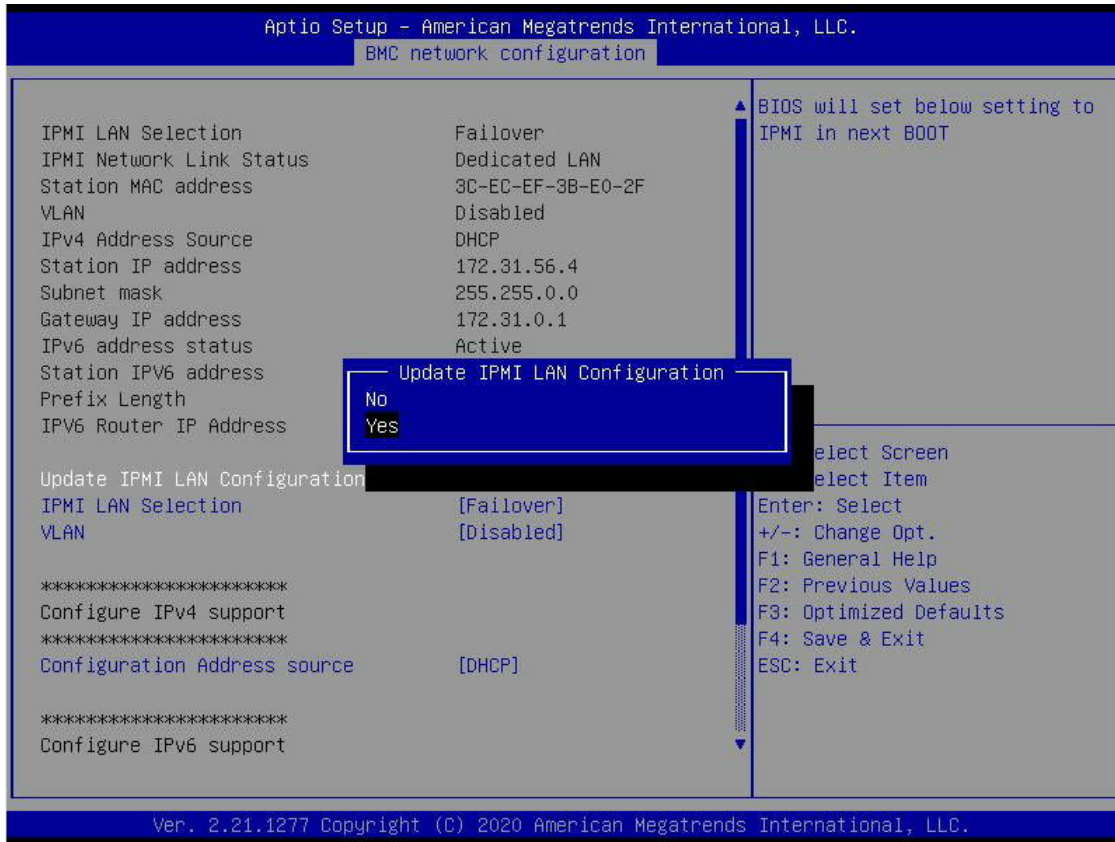 Aptio Setup – American Megatrends International, LLC.
BMC network configuration
IPMI LAN Selection Failover
IPMI Network Link Status Dedicated LAN
Station MAC address 3C-EC-EF-3B-E0-2F
VLAN Disabled
IPv4 Address Source DHCP
Station IP address 172.31.56.4
Subnet mask 255.255.0.0
Gateway IP address 172.31.0.1
IPv6 address status Active
Station IPV6 address
Prefix Length
IPV6 Router IP Address
Update IPMI LAN Configuration
No
Yes
Update IPMI LAN Configuration
IPMI LAN Selection [Failover]
VLAN [Disabled]
***********************
Configure IPv4 support
***********************
Configuration Address source [DHCP]
***********************
Configure IPv6 support
BIOS will set below setting to
IPMI in next BOOT
elect Screen
elect Item
Enter: Select
+/-: Change Opt.
F1: General Help
F2: Previous Values
F3: Optimized Defaults
F4: Save & Exit
ESC: Exit
Ver. 2.21.1277 Copyright (C) 2020 American Megatrends International, LLC.